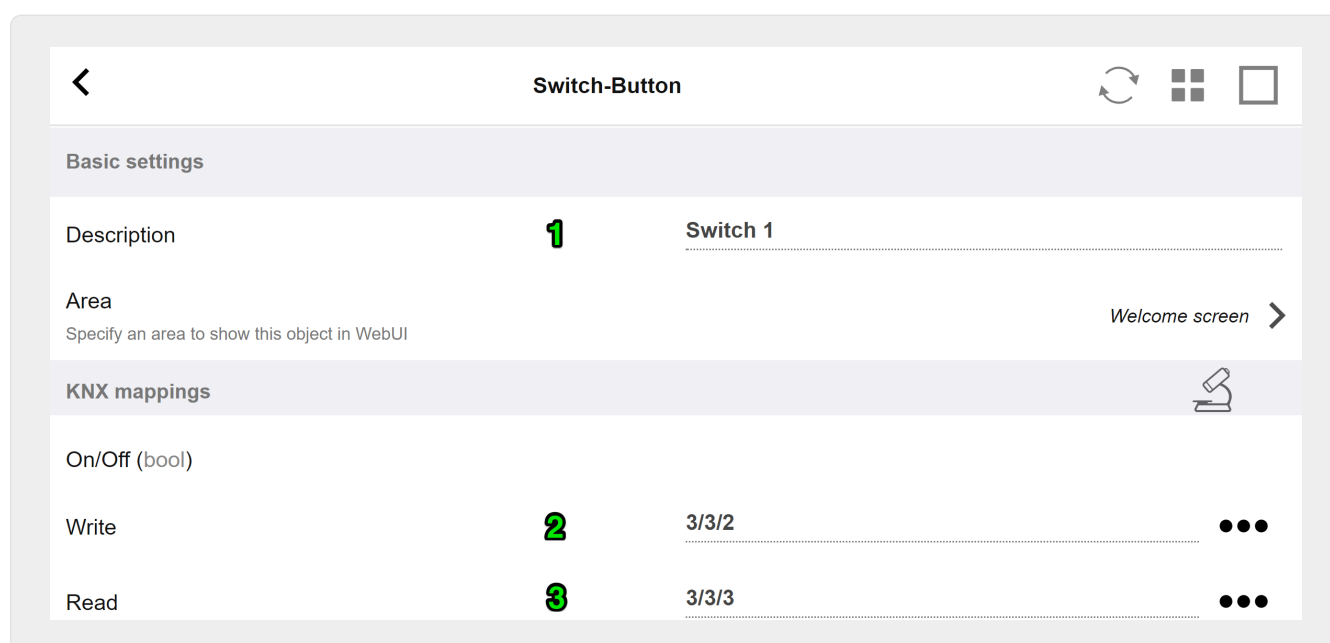 Switch-Button
Basic settings
Description 1 Switch 1
Area
Specify an area to show this object in WebUI
Welcome screen
KNX mappings
On/Off (bool)
Write 2 3/3/2
Read 3 3/3/3